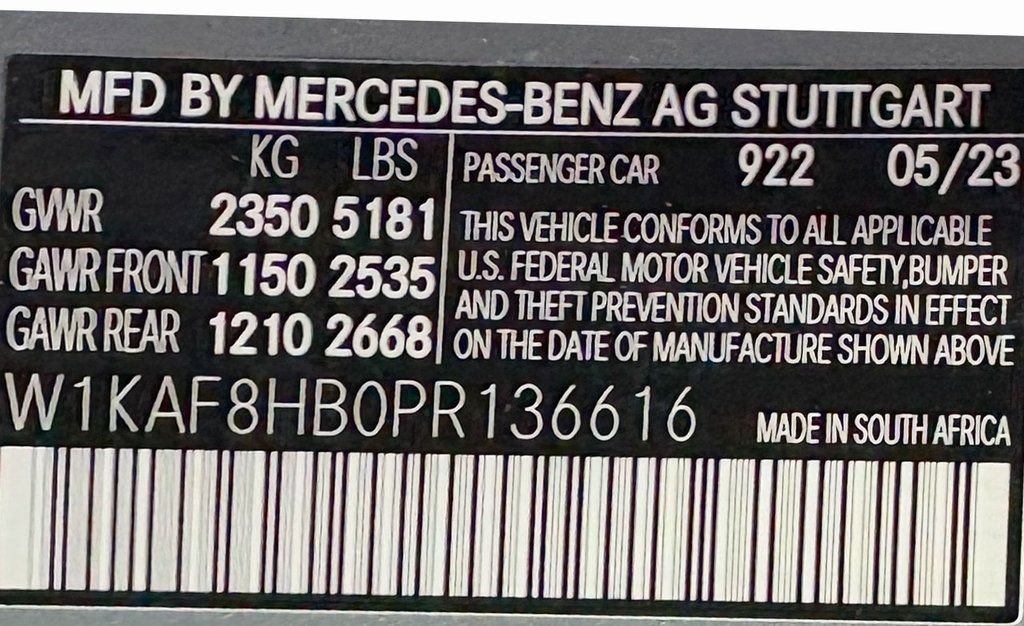 MFD BY MERCEDES-BENZ AG STUTTGART
KG LBS
GVWR 2350 5181
GAWR FRONT 1150 2535
GAWR REAR 1210 2668
PASSENGER CAR 922 05/23
THIS VEHICLE CONFORMS TO ALL APPLICABLE
U.S. FEDERAL MOTOR VEHICLE SAFETY,BUMPER
AND THEFT PREVENTION STANDARDS IN EFFECT
ON THE DATE OF MANUFACTURE SHOWN ABOVE
W1KAF8HB0PR136616
MADE IN SOUTH AFRICA